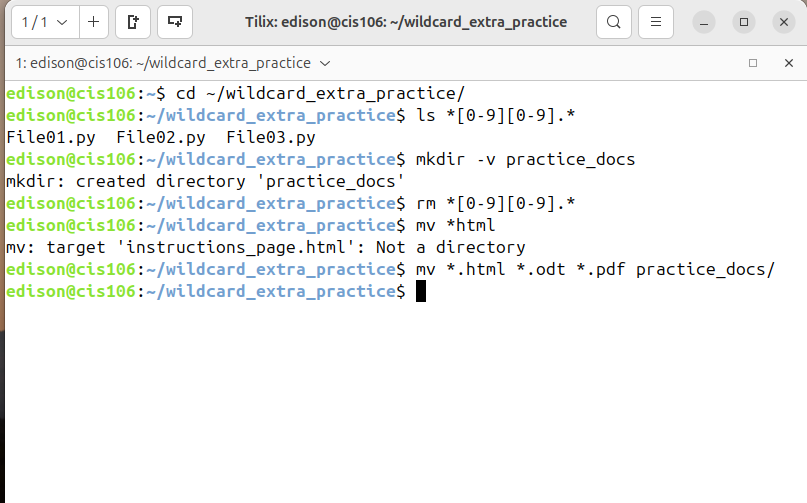 1 / 1
Tilix: edison@cis106: ~/wildcard_extra_practice
1: edison@cis106: ~/wildcard_extra_practice
edison@cis106:~$ cd ~/wildcard_extra_practice/
edison@cis106:~/wildcard_extra_practice$ ls *[0-9][0-9].*
File01.py  File02.py  File03.py
edison@cis106:~/wildcard_extra_practice$ mkdir -v practice_docs
mkdir: created directory 'practice_docs'
edison@cis106:~/wildcard_extra_practice$ rm *[0-9][0-9].*
edison@cis106:~/wildcard_extra_practice$ mv *html
mv: target 'instructions_page.html': Not a directory
edison@cis106:~/wildcard_extra_practice$ mv *.html *.odt *.pdf practice_docs/
edison@cis106:~/wildcard_extra_practice$